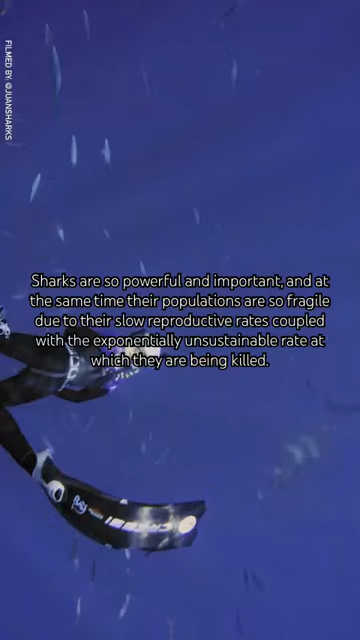 FILMED BY: @JUANSHARKS
Sharks are so powerful and important, and at
the same time their populations are so fragile
due to their slow reproductive rates coupled
with the exponentially unsustainable rate at
which they are being killed.